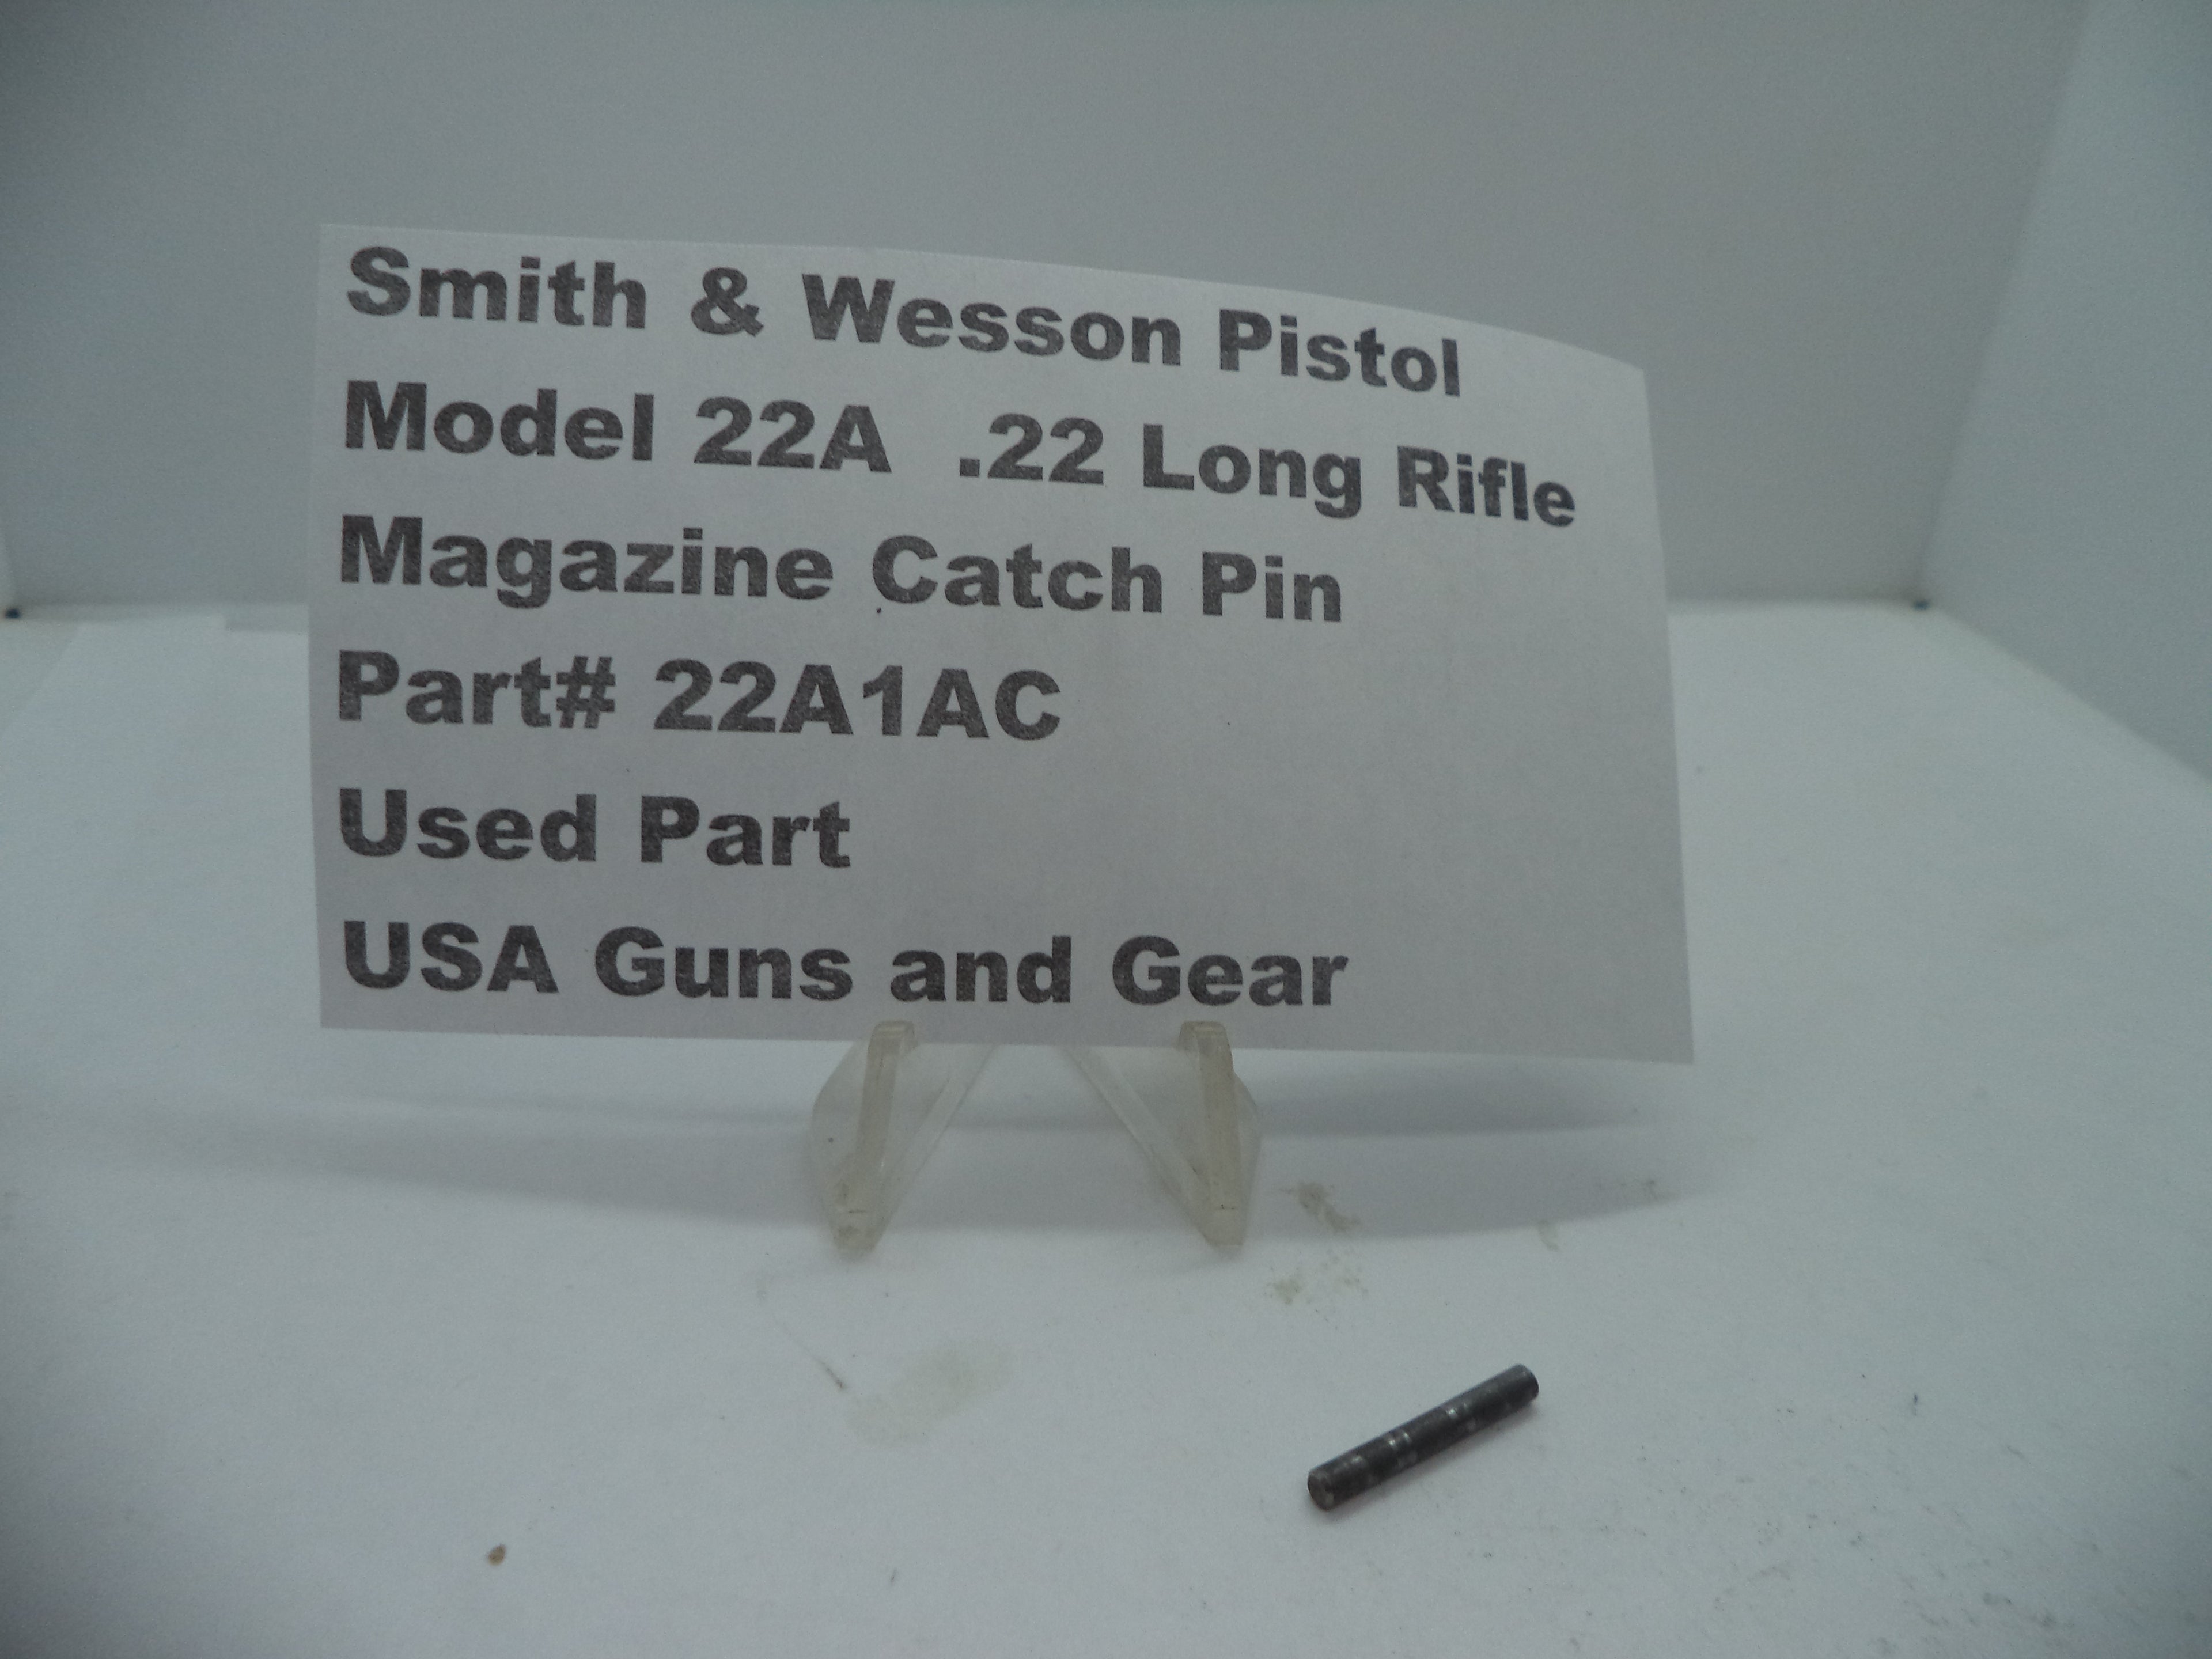 Smith & Wesson Pistol
Model 22A .22 Long Rifle
Magazine Catch Pin
Part# 22A1AC
Used Part
USA Guns and Gear